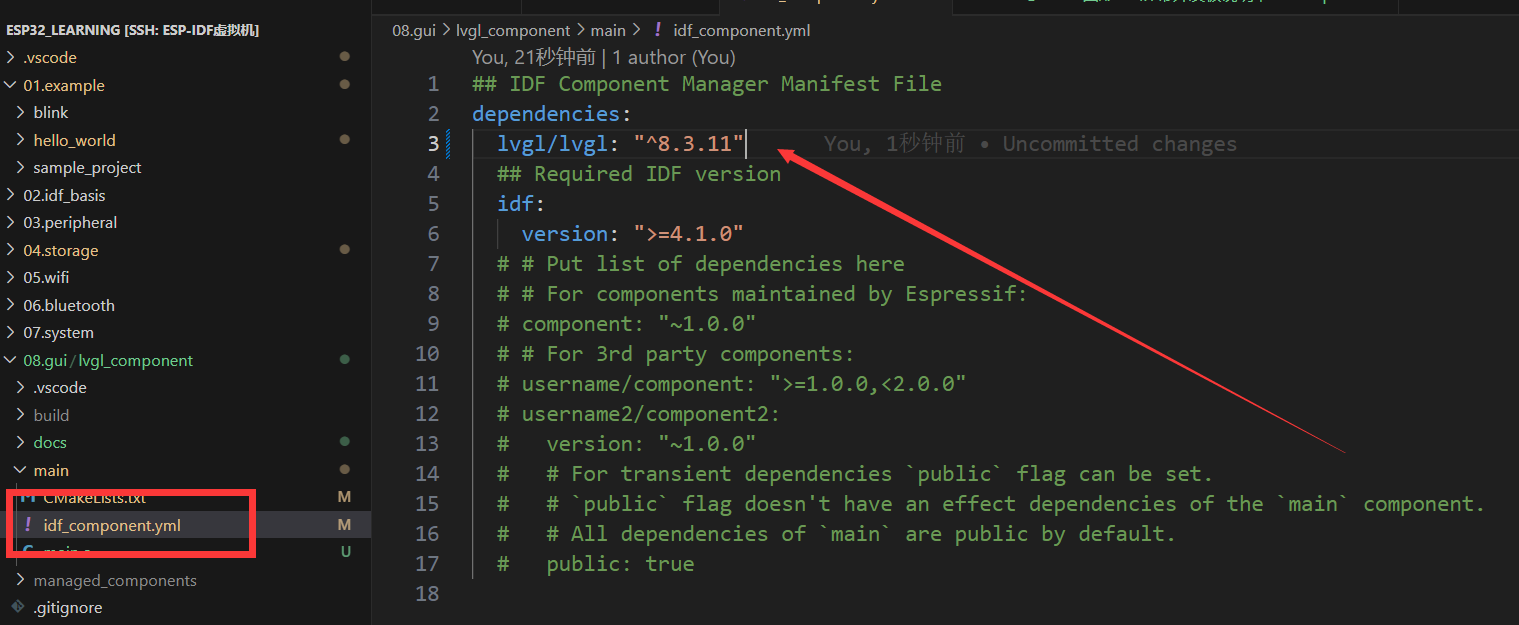 ESP32_LEARNING [SSH: ESP-IDF虚拟机]
.vscode
01.example
blink
hello_world
sample_project
02.idf_basis
03.peripheral
04.storage
05.wifi
06.bluetooth
07.system
08.gui / lvgl_component
.vscode
build
docs
main
CMakeLists.txt M
! idf_component.yml M
U
managed_components
.gitignore
08.gui > lvgl_component > main > ! idf_component.yml
You, 21秒钟前 | 1 author (You)
1 ## IDF Component Manager Manifest File
2 dependencies:
3 lvgl/lvgl: "^8.3.11" You, 1秒钟前 • Uncommitted changes
4 ## Required IDF version
5 idf:
6 version: ">=4.1.0"
7 # # Put list of dependencies here
8 # # For components maintained by Espressif:
9 # component: "~1.0.0"
10 # # For 3rd party components:
11 # username/component: ">=1.0.0,<2.0.0"
12 # username2/component2:
13 #   version: "~1.0.0"
14 #   # For transient dependencies `public` flag can be set.
15 #   # `public` flag doesn't have an effect dependencies of the `main` component.
16 #   # All dependencies of `main` are public by default.
17 #   public: true
18